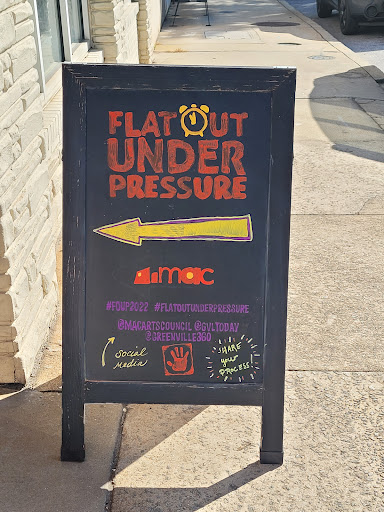 FLAT OUT
UNDER
PRESSURE
mac
#FOUP2022 #FLATOUTUNDERPRESSURE
@MACARTSCOUNCIL @GVLTODAY
@GREENVILLE360
Social
media
SHARE
your
PROCESS